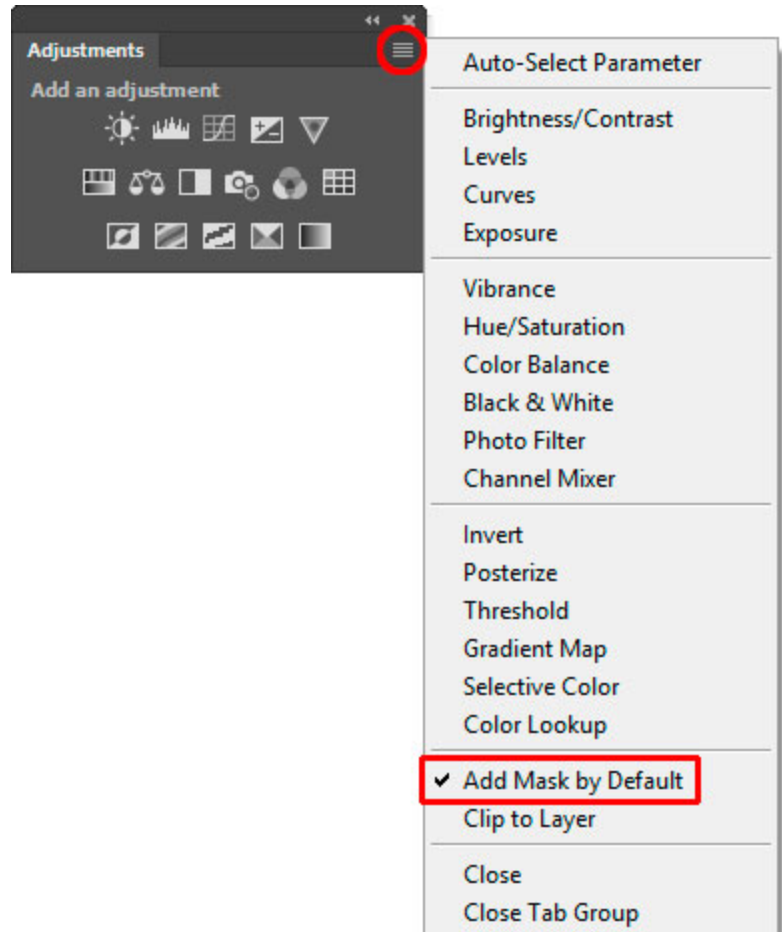 Adjustments
Add an adjustment
Auto-Select Parameter
Brightness/Contrast
Levels
Curves
Exposure
Vibrance
Hue/Saturation
Color Balance
Black & White
Photo Filter
Channel Mixer
Invert
Posterize
Threshold
Gradient Map
Selective Color
Color Lookup
Add Mask by Default
Clip to Layer
Close
Close Tab Group